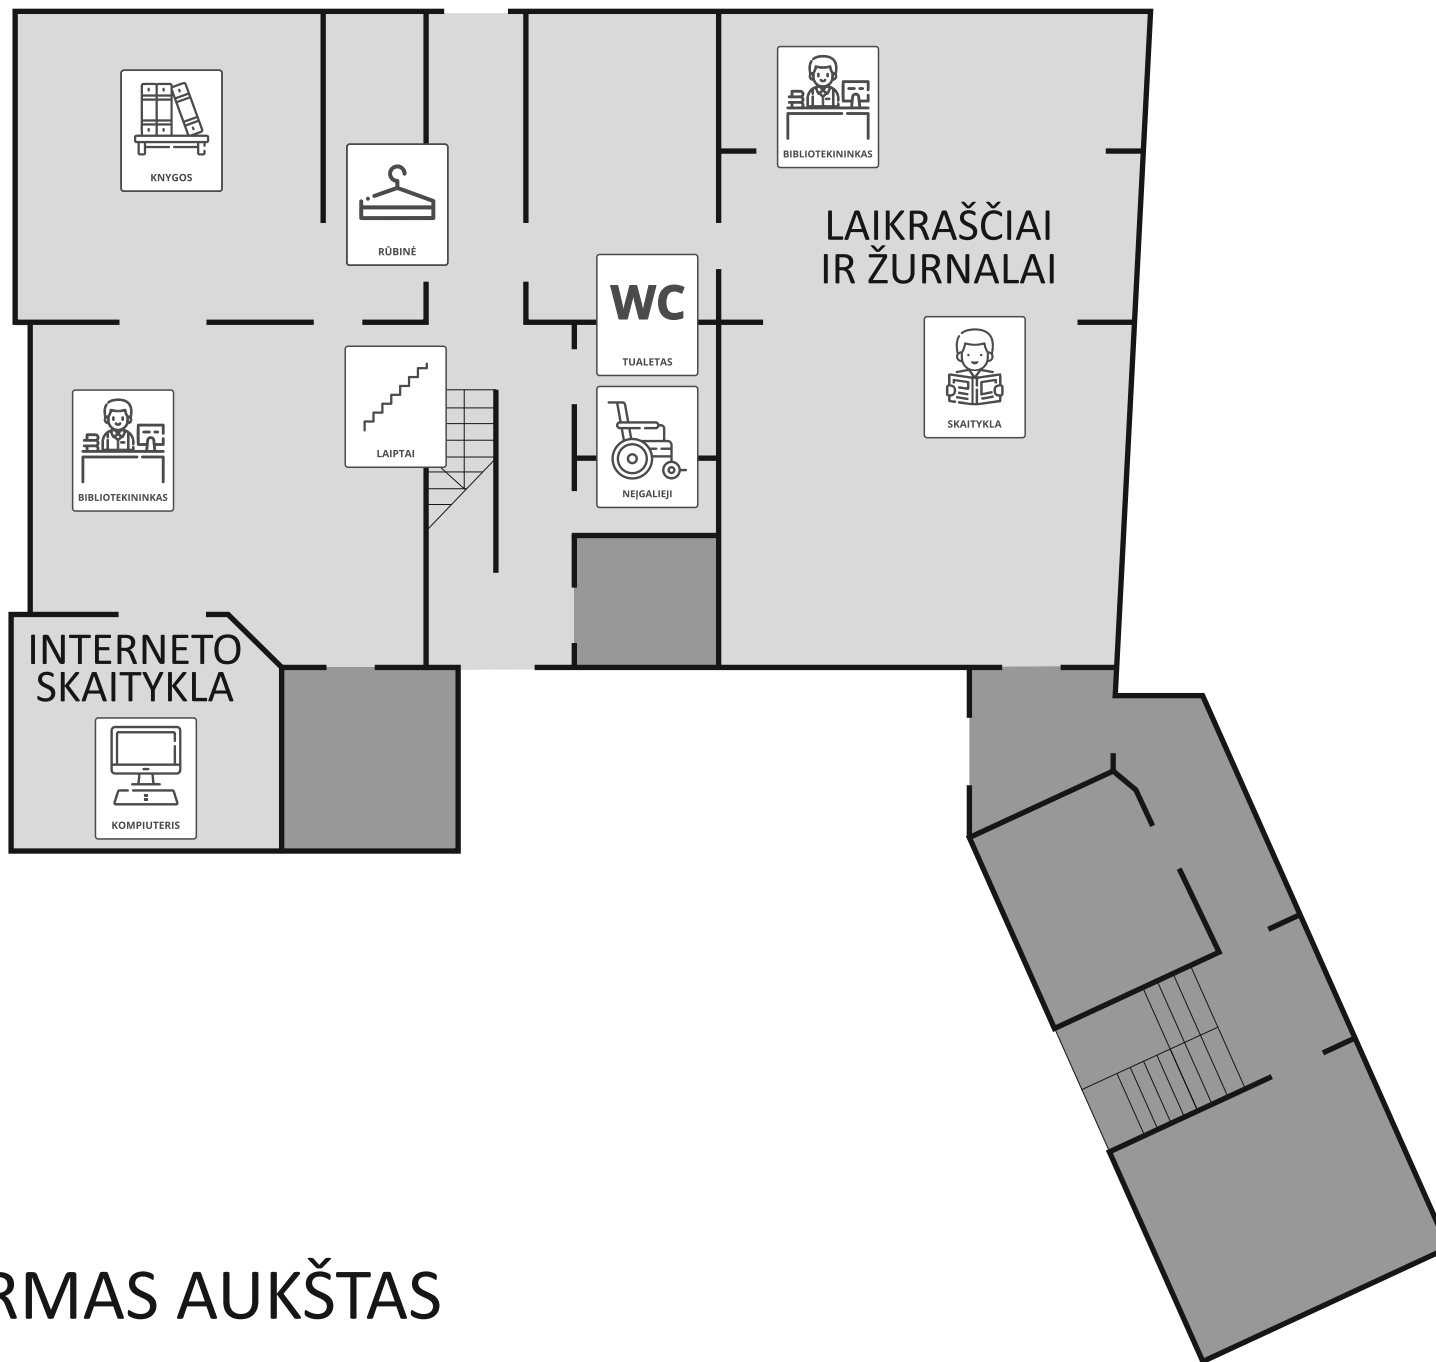 BIBLIOTEKININKAS
KNYGOS
LAIKRAŠČIAI
IR ŽURNALAI
RŪBINĖ
WC
TUALETAS
SKAITYKLA
LAIPTAI
BIBLIOTEKININKAS
NEĮGALIEJI
INTERNETO
SKAITYKLA
KOMPIUTERIS
RMAS AUKŠTAS